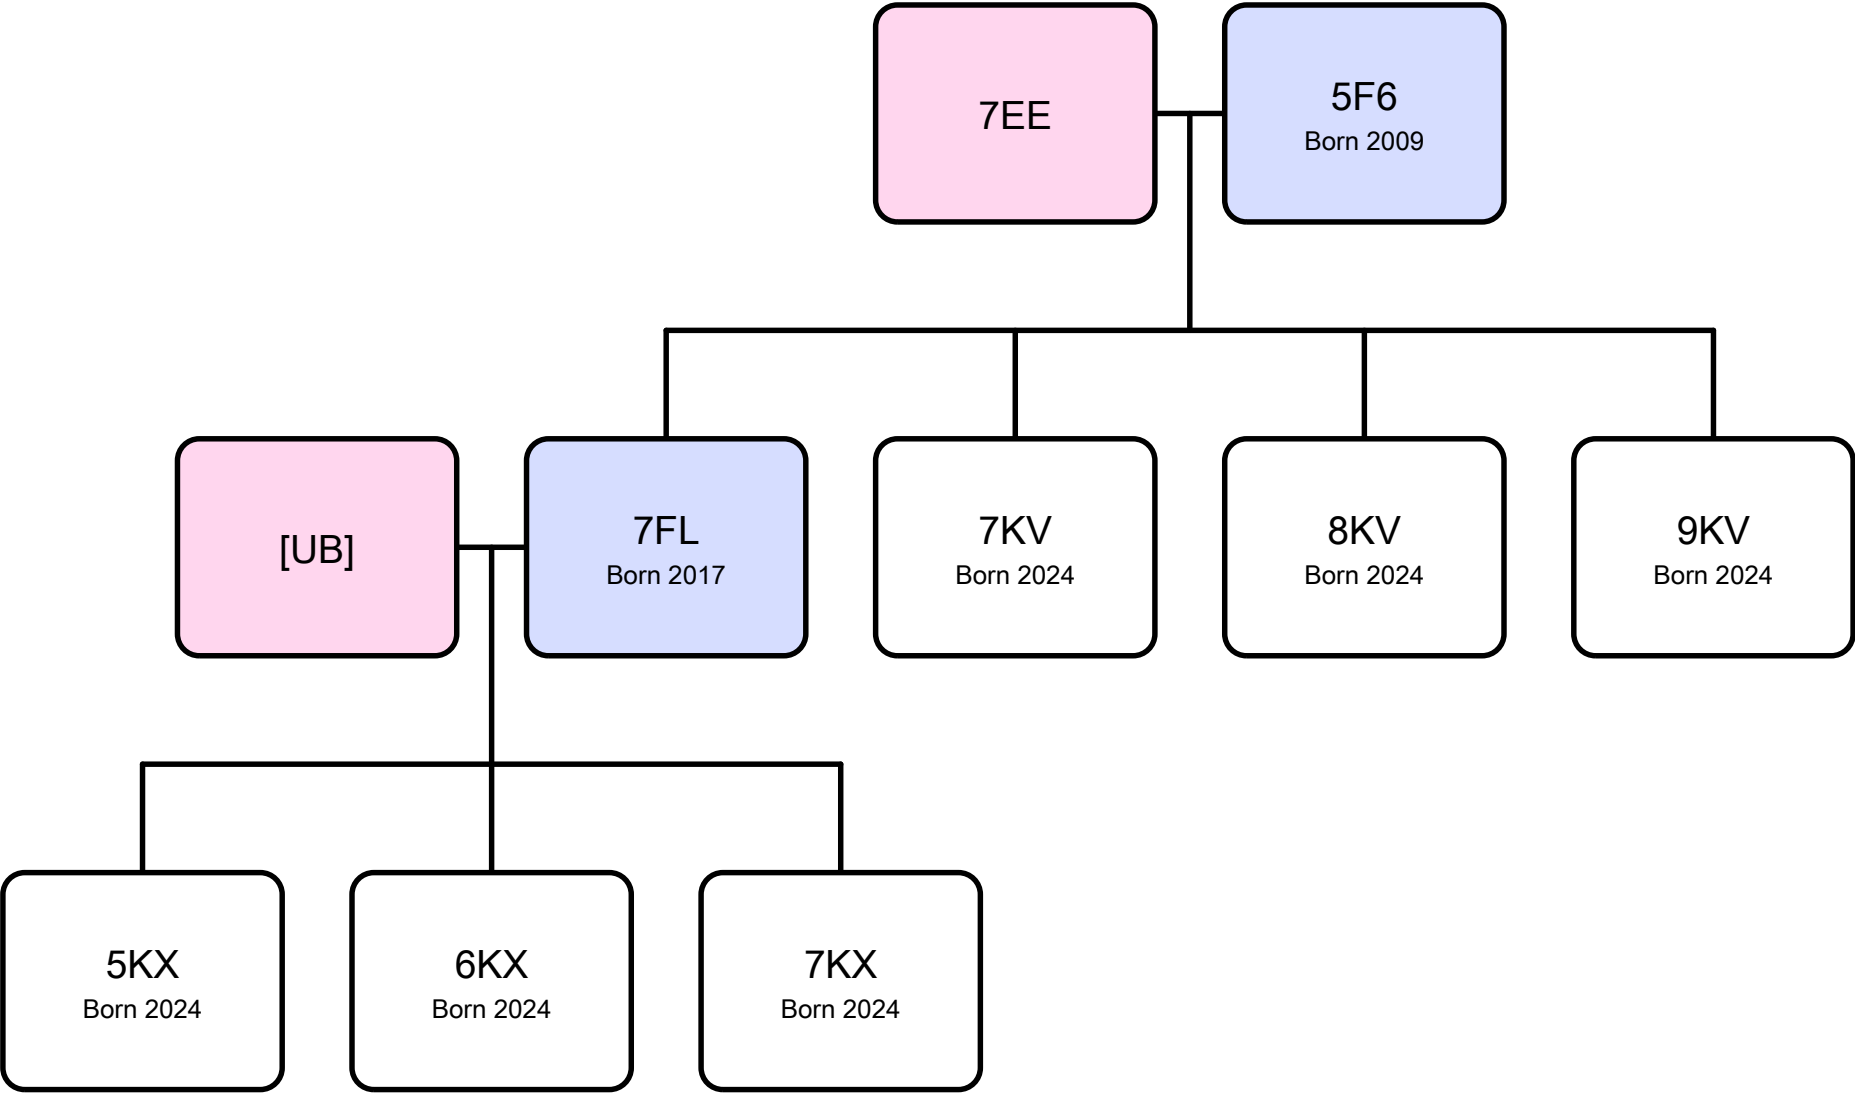 7EE
5F6
Born 2009
[UB]
7FL
Born 2017
7KV
Born 2024
8KV
Born 2024
9KV
Born 2024
5KX
Born 2024
6KX
Born 2024
7KX
Born 2024